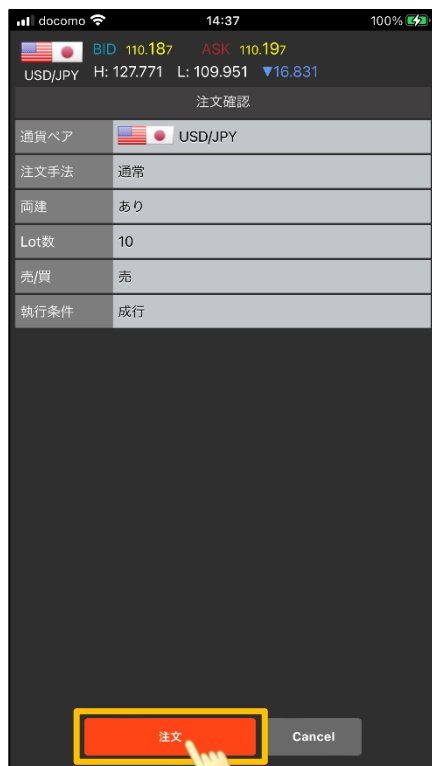 docomo 14:37 100%
BID 110.187 ASK 110.197
USD/JPY H: 127.771 L: 109.951 ▼16.831
注文確認
通貨ペア USD/JPY
注文手法 通常
両建 あり
Lot数 10
売/買 売
執行条件 成行
注文 Cancel